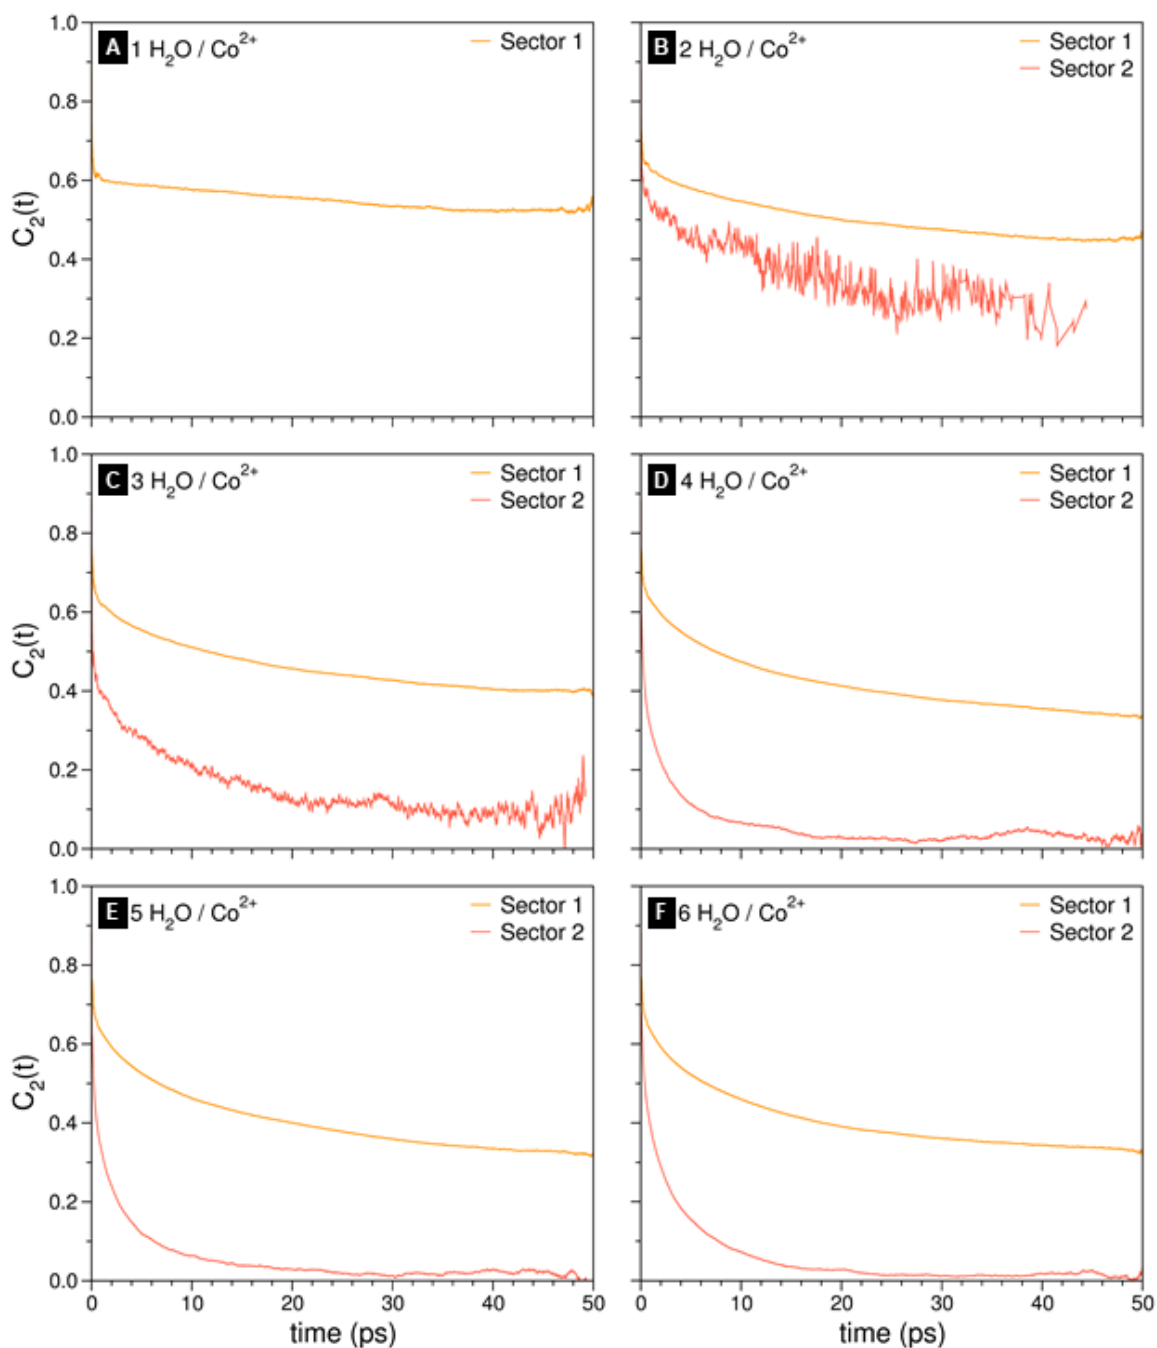 A 1 H₂O / Co²⁺
Sector 1
B 2 H₂O / Co²⁺
Sector 1
Sector 2
1.0
0.8
0.6
0.4
0.2
0.0
C₂(t)
C 3 H₂O / Co²⁺
Sector 1
Sector 2
D 4 H₂O / Co²⁺
Sector 1
Sector 2
1.0
0.8
0.6
0.4
0.2
0.0
C₂(t)
E 5 H₂O / Co²⁺
Sector 1
Sector 2
F 6 H₂O / Co²⁺
Sector 1
Sector 2
1.0
0.8
0.6
0.4
0.2
0.0
C₂(t)
0 10 20 30 40 50
0 10 20 30 40 50
time (ps)
time (ps)